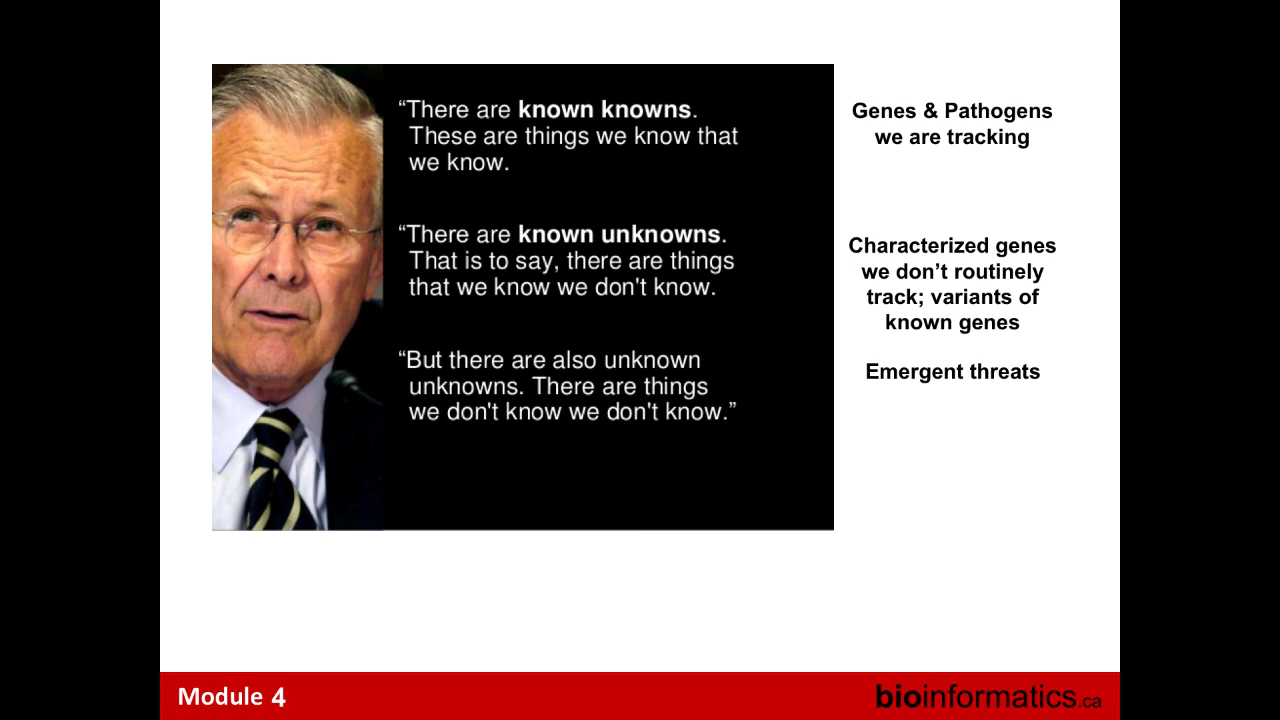 “There are known knowns.
These are things we know that
we know.
Genes & Pathogens
we are tracking
“There are known unknowns.
That is to say, there are things
that we know we don't know.
Characterized genes
we don’t routinely
track; variants of
known genes
“But there are also unknown
unknowns. There are things
we don't know we don't know.”
Emergent threats
Module 4
bioinformatics.ca